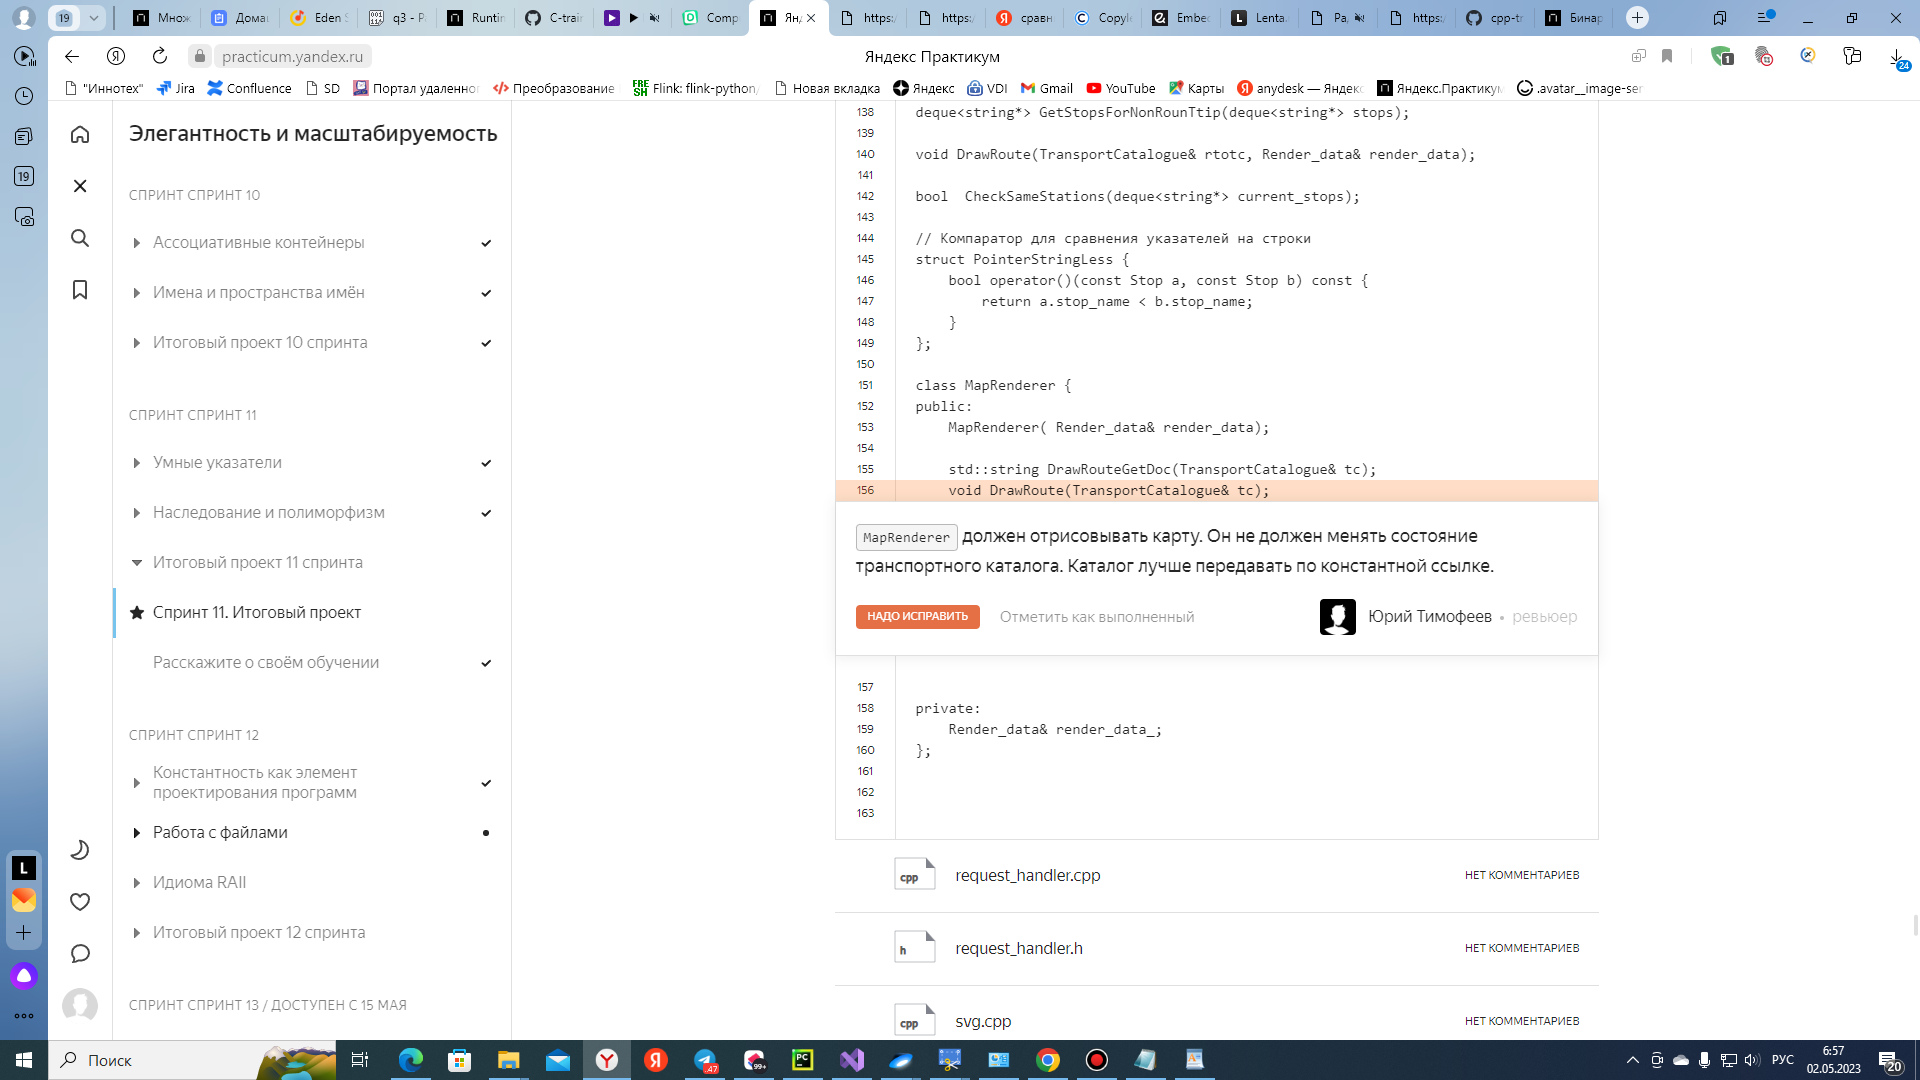 19
Множ
Домац
Eden S
q3 - Pa
Runtim
C-train
Comp
Янд
https:/
https:/
сравн
Copyle
Embec
Lenta.
Ра,
https:/
cpp-tr
Бинар
practicum.yandex.ru
Яндекс Практикум
1
24
"Иннотех"
Jira
Confluence
SD
Портал удаленног
Преобразование
Flink: flink-python/
Новая вкладка
Яндекс
VDI
Gmail
YouTube
Карты
anydesk — Яндекс
Яндекс.Практикум
.avatar__image-ser
19
Элегантность и масштабируемость
СПРИНТ СПРИНТ 10
Ассоциативные контейнеры
Имена и пространства имён
Итоговый проект 10 спринта
СПРИНТ СПРИНТ 11
Умные указатели
Наследование и полиморфизм
Итоговый проект 11 спринта
Спринт 11. Итоговый проект
Расскажите о своём обучении
СПРИНТ СПРИНТ 12
Константность как элемент
проектирования программ
Работа с файлами
Идиома RAII
Итоговый проект 12 спринта
СПРИНТ СПРИНТ 13 / ДОСТУПЕН С 15 МАЯ
138 deque<string*> GetStopsForNonRounTtip(deque<string*> stops);
139
140 void DrawRoute(TransportCatalogue& rtotc, Render_data& render_data);
141
142 bool  CheckSameStations(deque<string*> current_stops);
143
144 // Компаратор для сравнения указателей на строки
145 struct PointerStringLess {
146     bool operator()(const Stop a, const Stop b) const {
147         return a.stop_name < b.stop_name;
148     }
149 };
150
151 class MapRenderer {
152 public:
153     MapRenderer( Render_data& render_data);
154
155     std::string DrawRouteGetDoc(TransportCatalogue& tc);
156     void DrawRoute(TransportCatalogue& tc);
MapRenderer должен отрисовывать карту. Он не должен менять состояние
транспортного каталога. Каталог лучше передавать по константной ссылке.
НАДО ИСПРАВИТЬ Отметить как выполненный Юрий Тимофеев • ревьюер
157
158 private:
159     Render_data& render_data_;
160 };
161
162
163
cpp request_handler.cpp НЕТ КОММЕНТАРИЕВ
h request_handler.h НЕТ КОММЕНТАРИЕВ
cpp svg.cpp НЕТ КОММЕНТАРИЕВ
Поиск
РУС
6:57
02.05.2023
20